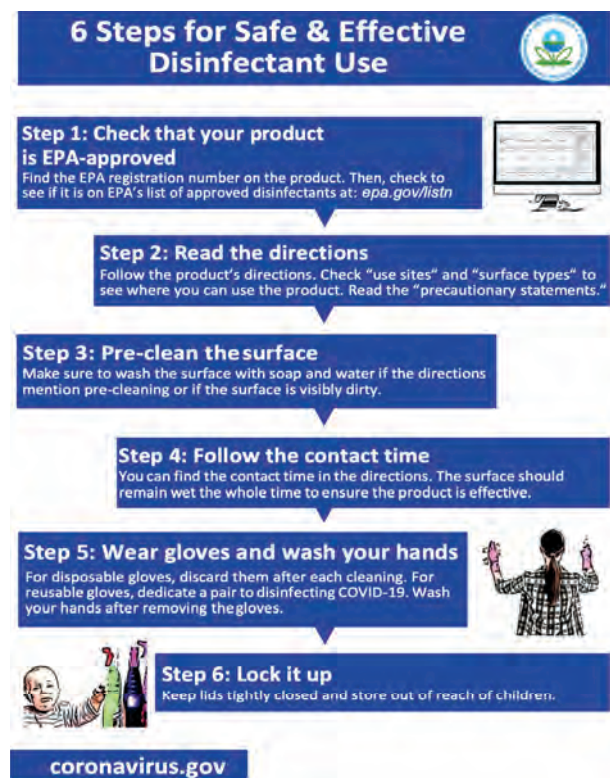 6 Steps for Safe & Effective
Disinfectant Use
Step 1: Check that your product
is EPA-approved
Find the EPA registration number on the product. Then, check to
see if it is on EPA's list of approved disinfectants at: epa.gov/listn
Step 2: Read the directions
Follow the product's directions. Check "use sites" and "surface types" to
see where you can use the product. Read the "precautionary statements."
Step 3: Pre-clean thesurface
Make sure to wash the surface with soap and water if the directions
mention pre-cleaning or if the surface is visibly dirty.
Step 4: Follow the contact time
You can find the contact time in the directions. The surface should
remain wet the whole time to ensure the product is effective.
Step 5: Wear gloves and wash your hands
For disposable gloves, discard them after each cleaning. For
reusable gloves, dedicate a pair to disinfecting COVID-19. Wash
your hands after removing thegloves.
Step 6: Lock it up
Keep lids tightly closed and store out of reach of children.
coronavirus.gov